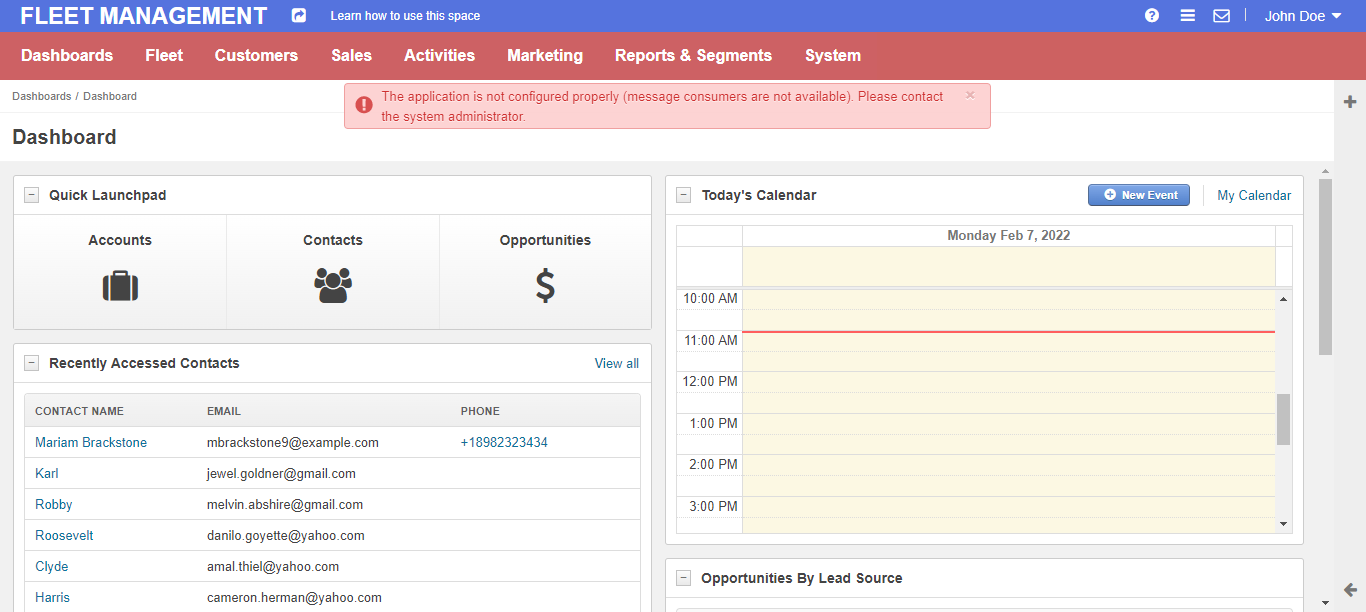 FLEET MANAGEMENT Learn how to use this space John Doe
Dashboards Fleet Customers Sales Activities Marketing Reports & Segments System
Dashboards / Dashboard
The application is not configured properly (message consumers are not available). Please contact
the system administrator.
×
Dashboard
Quick Launchpad
Accounts Contacts Opportunities
Recently Accessed Contacts View all
CONTACT NAME EMAIL PHONE
Mariam Brackstone mbrackstone9@example.com +18982323434
Karl jewel.goldner@gmail.com
Robby melvin.abshire@gmail.com
Roosevelt danilo.goyette@yahoo.com
Clyde amal.thiel@yahoo.com
Harris cameron.herman@yahoo.com
Today's Calendar New Event My Calendar
Monday Feb 7, 2022
10:00 AM
11:00 AM
12:00 PM
1:00 PM
2:00 PM
3:00 PM
Opportunities By Lead Source